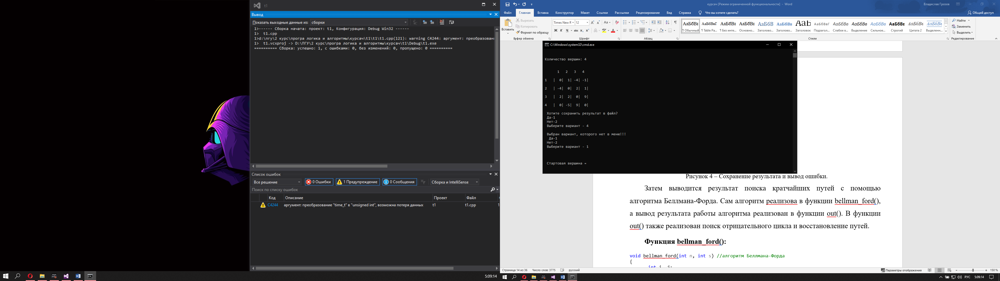 t1
Вывод
Показать выходные данные из: сборки
1>------ Сборка начата: проект: t1, Конфигурация: Debug Win32 ------
1>  t1.cpp
1>d:\пгу\2 курс\програ логика и алгоритмы\курсач\t1\t1\t1.cpp(121): warning C4244: аргумент: преобразован
1>  t1.vcxproj -> D:\ПГУ\2 курс\програ логика и алгоритмы\курсач\t1\Debug\t1.exe
========== Сборка: успешно: 1, с ошибками: 0, без изменений: 0, пропущено: 0 ==========
Список ошибок
Все решение 0 Ошибки 1 Предупреждение 0 Сообщения Сборка и IntelliSense
Поиск по списку ошибок
Код Описание Проект Файл
C4244 аргумент: преобразование "time_t" в "unsigned int", возможна потеря данных t1 t1.cpp 1
5:09:14
курсач [Режим ограниченной функциональности] - Word
Владислав Грозов
Файл Главная Вставка Конструктор Макет Ссылки Рассылки Рецензирование Вид Справка Что вы хотите сделать? Общий доступ
Вставить
Вырезать
Копировать
Формат по образцу
Буфер обмена
Times New R 12
Шрифт
Абзац
АаБбВі АаБбВвГ АаБбВі АаБбВі АаБбВ АаБбВв АаБ АаБбВвГ АаБбВв АаБбВв АаБбВв АаБбВв АаБбВв АаБбВв
¶ Обычный ¶ Table Pa... ¶ Без инте... Основно... Заголово... Заголово... Заголовок Подзагол... Слабое в... Выделение Сильное... Строгий Цитата 2 Выделенн...
Стили
Найти
Заменить
Выделить
Редактирование
C:\Windows\system32\cmd.exe
Количество вершин: 4
1 2 3 4
1 | 0| 1| -4| -1|
2 | -4| 0| 2| 1|
3 | 2| 2| 0| 9|
4 | 0| -5| 9| 0|
Хотите сохранить результат в файл?
Да-1
Нет-2
Выберите вариант - 4
Выбран вариант, которого нет в меню!!!
Да-1
Нет-2
Выберите вариант - 1
Стартовая вершина =
Рисунок 4 – Сохранение результата и вывод ошибки.
Затем выводится результат поиска кратчайших путей с помощью
алгоритма Беллмана-Форда. Сам алгоритм реализова в функции bellman_ford(),
а вывод результата работы алгоритма реализован в функции out(). В функции
out() также реализован поиск отрицательного цикла и восстановление путей.
Функция bellman_ford():
void bellman_ford(int n, int s) //алгоритм Беллмана-Форда
{
int i, j;
Страница 14 из 36 Число слов: 3775 русский Параметры отображения 150 %
РУС 5:09:14